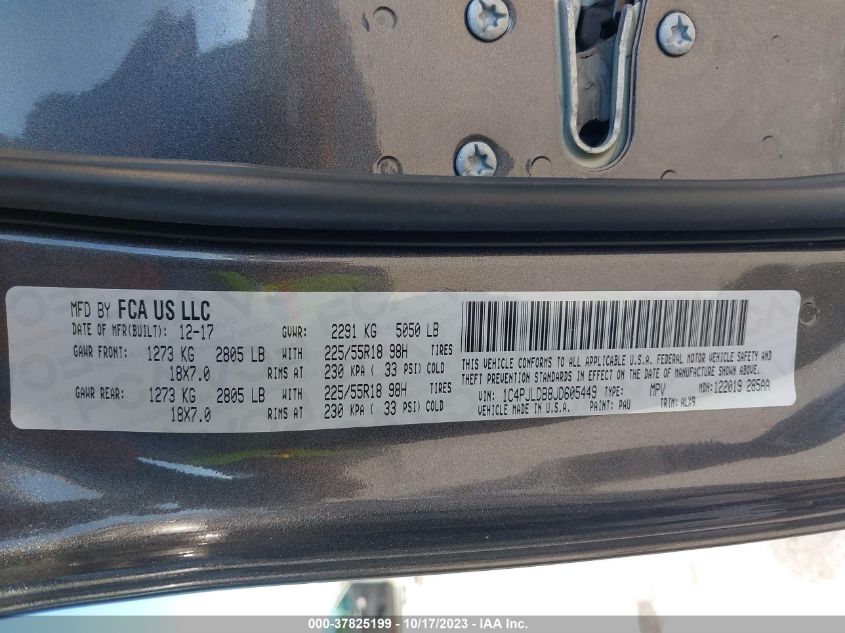 MFD BY FCA US LLC
DATE OF MFR(BUILT): 12-17 GVWR: 2291 KG 5050 LB
GAWR FRONT: 1273 KG 2805 LB WITH 225/55R18 98H TIRES
18X7.0 RIMS AT 230 KPA ( 33 PSI) COLD
GAWR REAR: 1273 KG 2805 LB WITH 225/55R18 98H TIRES
18X7.0 RIMS AT 230 KPA ( 33 PSI) COLD
THIS VEHICLE CONFORMS TO ALL APPLICABLE U.S.A. FEDERAL MOTOR VEHICLE SAFETY AND
THEFT PREVENTION STANDARDS IN EFFECT ON THE DATE OF MANUFACTURE SHOWN ABOVE.
VIN: 1C4PJLDB8JD605449 TYPE: MPV MDH:122019 285AA
VEHICLE MADE IN U.S.A. PAINT: PAU TRIM: ALX9
000-37825199 - 10/17/2023 - IAA Inc.